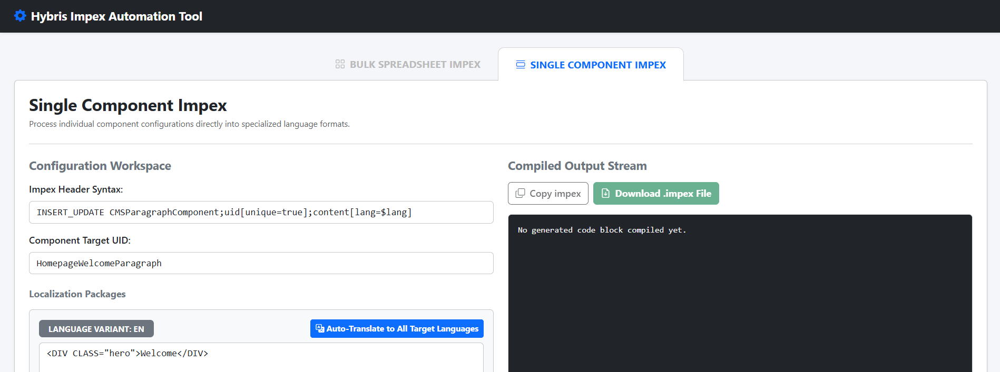 Hybris Impex Automation Tool
BULK SPREADSHEET IMPEX
SINGLE COMPONENT IMPEX
Single Component Impex
Process individual component configurations directly into specialized language formats.
Configuration Workspace
Impex Header Syntax:
INSERT_UPDATE CMSParagraphComponent;uid[unique=true];content[lang=$lang]
Component Target UID:
HomepageWelcomeParagraph
Localization Packages
LANGUAGE VARIANT: EN
Auto-Translate to All Target Languages
<DIV CLASS="hero">Welcome</DIV>
Compiled Output Stream
Copy impex
Download .impex File
No generated code block compiled yet.